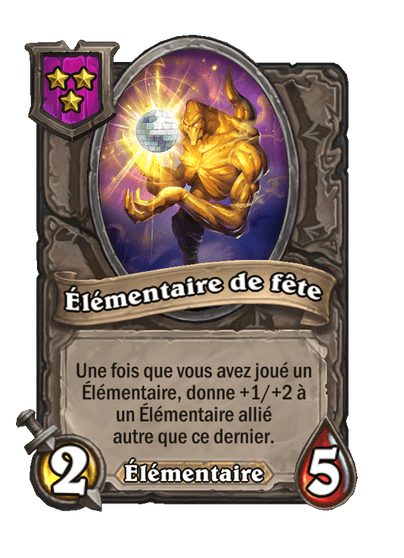 Élémentaire de fête
Une fois que vous avez joué un
Élémentaire, donne +1/+2 à
un Élémentaire allié
autre que ce dernier.
2
Élémentaire
5